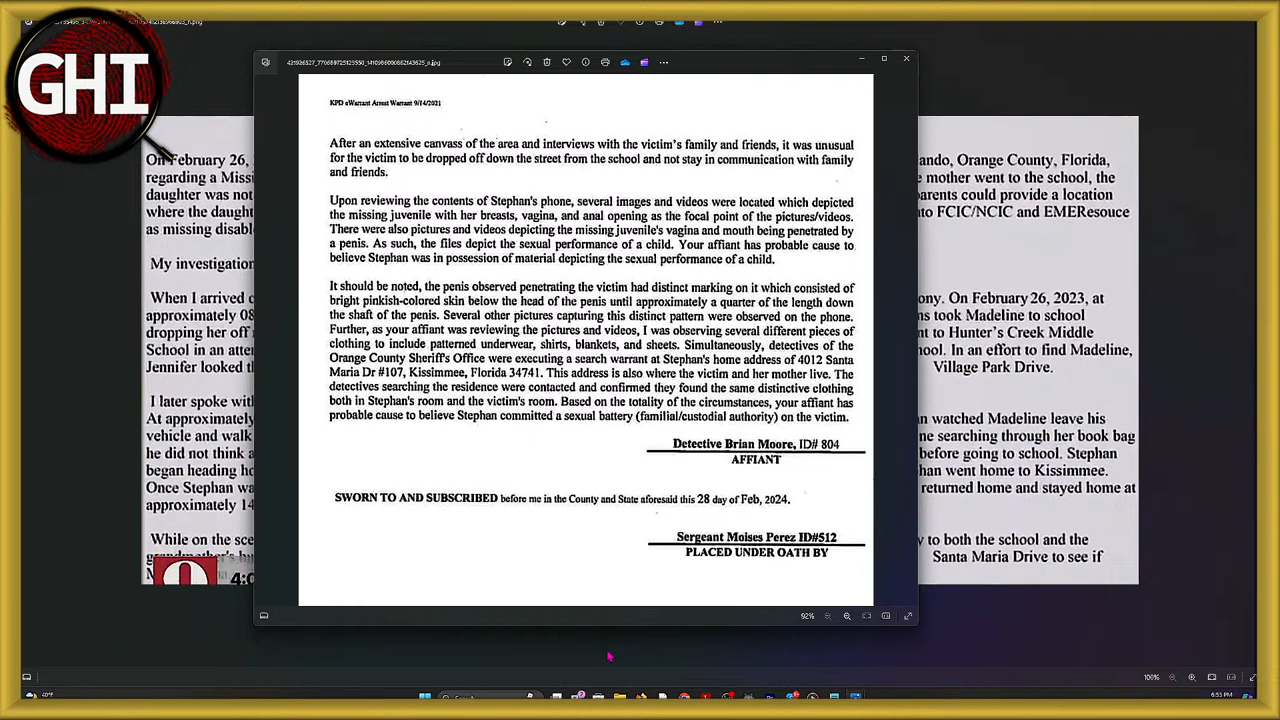 421926527_770688725123550_1410986000862143625_n.jpg
GHI
KPD eWarrant Arrest Warrant 9/14/2021
After an extensive canvass of the area and interviews with the victim's family and friends, it was unusual
for the victim to be dropped off down the street from the school and not stay in communication with family
and friends.
Upon reviewing the contents of Stephan's phone, several images and videos were located which depicted
the missing juvenile with her breasts, vagina, and anal opening as the focal point of the pictures/videos.
There were also pictures and videos depicting the missing juvenile's vagina and mouth being penetrated by
a penis. As such, the files depict the sexual performance of a child. Your affiant has probable cause to
believe Stephan was in possession of material depicting the sexual performance of a child.
It should be noted, the penis observed penetrating the victim had distinct marking on it which consisted of
bright pinkish-colored skin below the head of the penis until approximately a quarter of the length down
the shaft of the penis. Several other pictures capturing this distinct pattern were observed on the phone.
Further, as your affiant was reviewing the pictures and videos, I was observing several different pieces of
clothing to include patterned underwear, shirts, blankets, and sheets. Simultaneously, detectives of the
Orange County Sheriff's Office were executing a search warrant at Stephan's home address of 4012 Santa
Maria Dr #107, Kissimmee, Florida 34741. This address is also where the victim and her mother live. The
detectives searching the residence were contacted and confirmed they found the same distinctive clothing
both in Stephan's room and the victim's room. Based on the totality of the circumstances, your affiant has
probable cause to believe Stephan committed a sexual battery (familial/custodial authority) on the victim.
Detective Brian Moore, ID# 804
AFFIANT
SWORN TO AND SUBSCRIBED before me in the County and State aforesaid this 28 day of Feb, 2024.
Sergeant Moises Perez ID#512
PLACED UNDER OATH BY
92%
On February 26,
regarding a Missi
daughter was not
where the daught
as missing disabl
My investigation
When I arrived o
approximately 08
dropping her off
School in an atte
Jennifer looked t
I later spoke with
At approximately
vehicle and walk
he did not think a
began heading ho
Once Stephan wa
approximately 14
While on the sce
grandmother's
4:0
ando, Orange County, Florida,
e mother went to the school, the
arents could provide a location
nto FCIC/NCIC and EMEResouce
ony. On February 26, 2023, at
ms took Madeline to school
nt to Hunter's Creek Middle
hool. In an effort to find Madeline,
Village Park Drive.
an watched Madeline leave his
ne searching through her book bag
before going to school. Stephan
han went home to Kissimmee.
returned home and stayed home at
y to both the school and the
Santa Maria Drive to see if
100%
40°F
Search
6:53 PM